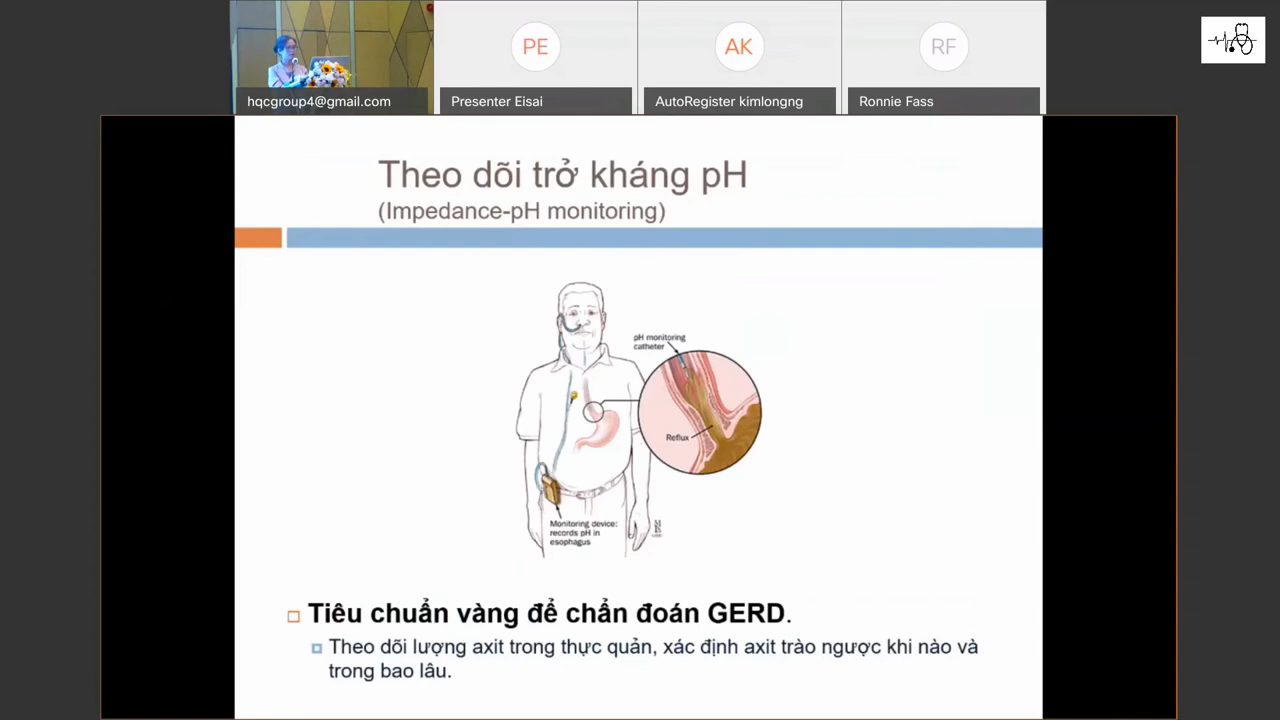 PE
AK
RF
hqcgroup4@gmail.com
Presenter Eisai
AutoRegister kimlongng
Ronnie Fass
Theo dõi trở kháng pH
(Impedance-pH monitoring)
pH monitoring
catheter
Reflux
Monitoring device:
records pH in
esophagus
Tiêu chuẩn vàng để chẩn đoán GERD.
Theo dõi lượng axit trong thực quản, xác định axit trào ngược khi nào và
trong bao lâu.